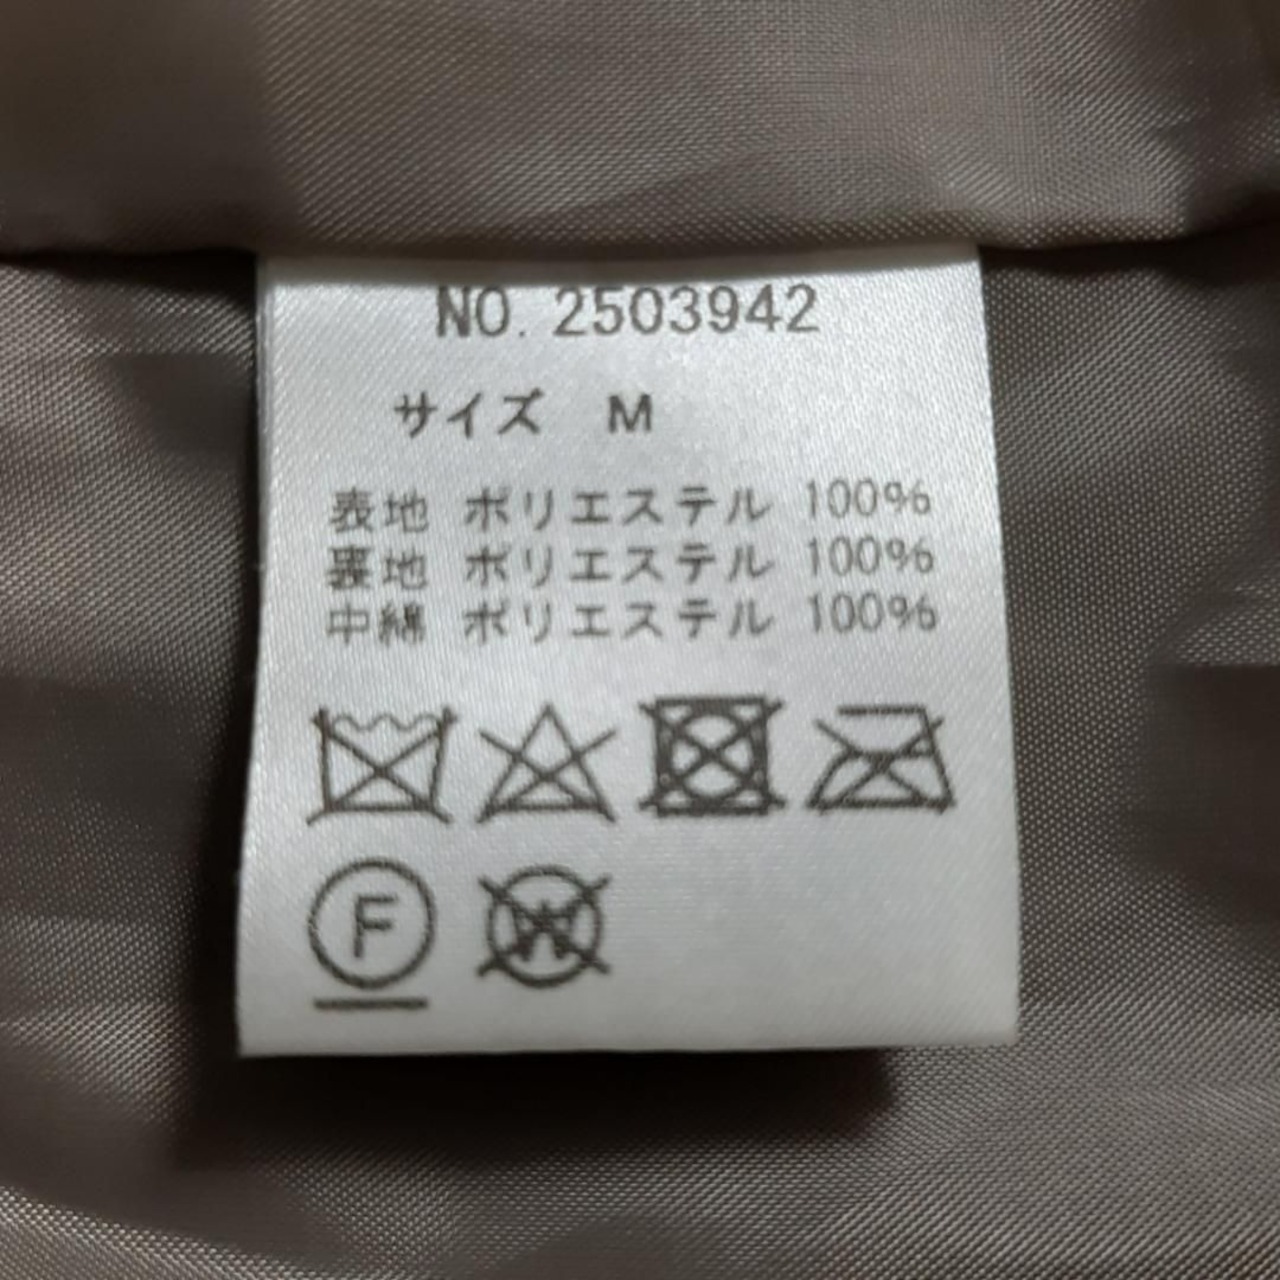 NO. 2503942
サイズ M
表地 ポリエステル 100%
裏地 ポリエステル 100%
中綿 ポリエステル 100%
F
W